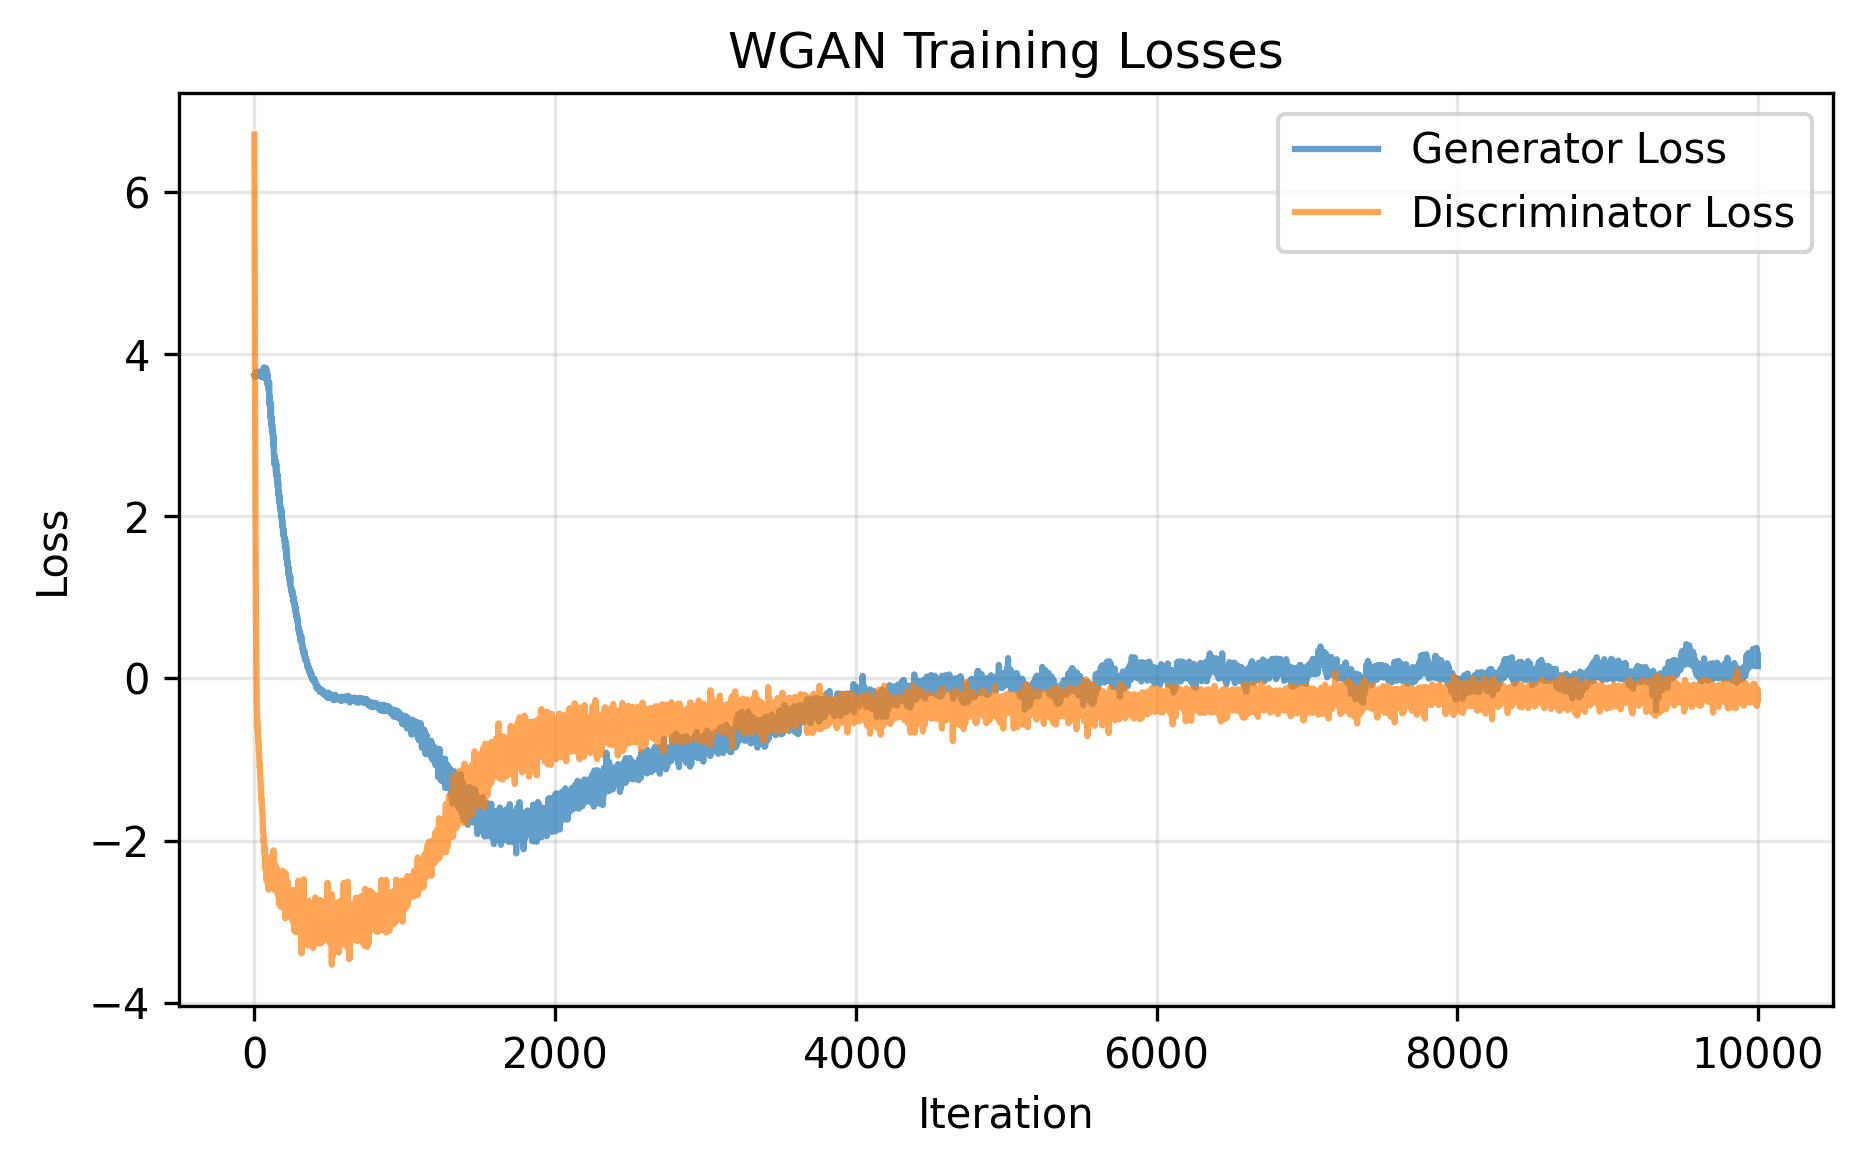 WGAN Training Losses
Generator Loss
Discriminator Loss
6
4
2
0
−2
−4
Loss
0 2000 4000 6000 8000 10000
Iteration